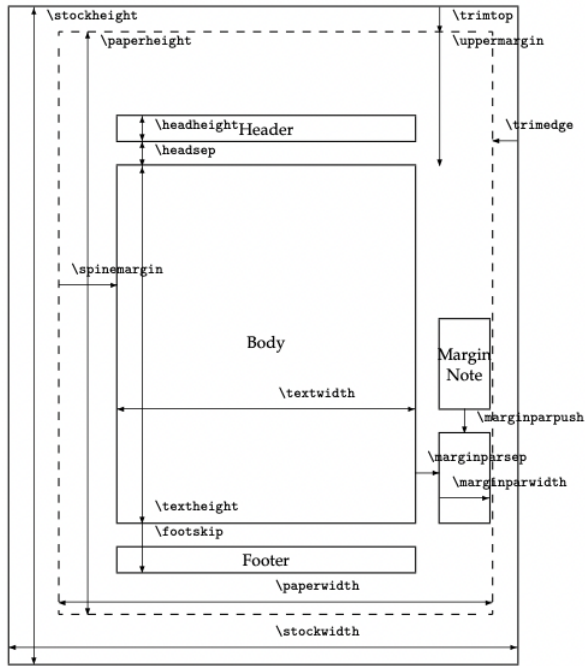 \stockheight
\trimtop
\paperheight
\uppermargin
\headheight
Header
\trimedge
\headsep
\spinemargin
Body
Margin
Note
\textwidth
\marginparpush
\marginparsep
\marginparwidth
\textheight
\footskip
Footer
\paperwidth
\stockwidth